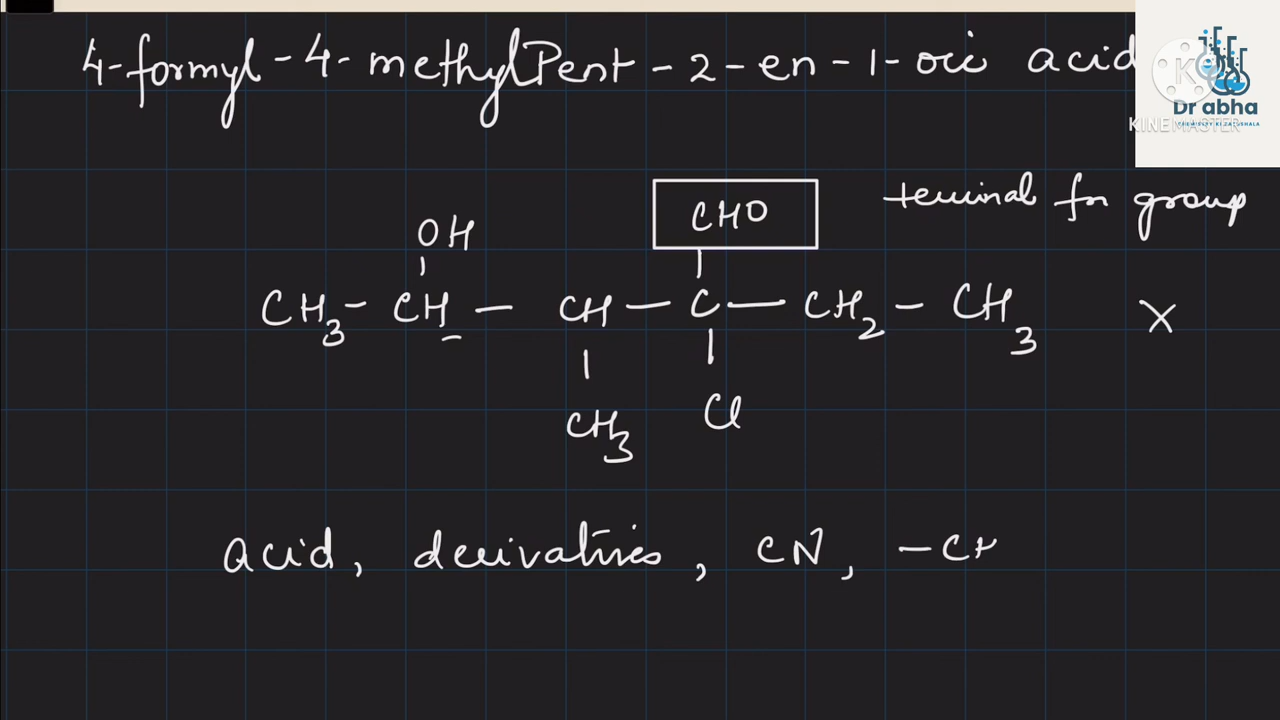 4-formyl-4-methylPent-2-en-1-oic acid
Dr abha
KINEMASTER
terminal fn group
OH
CHO
CH3 - CH - CH - C - CH2 - CH3 X
CH3 Cl
acid, derivatives, CN, -CH